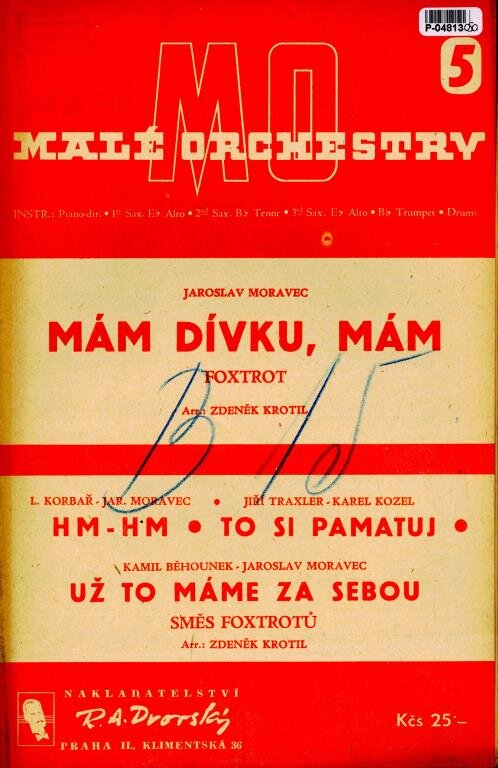 P-04813
5
MO
MALÉ ORCHESTRY
INSTR.: Piano-dir. • 1st Sax. E♭ Alto • 2nd Sax. B♭ Tenor • 3rd Sax. E♭ Alto • B♭ Trumpet • Drums
JAROSLAV MORAVEC
MÁM DÍVKU, MÁM
FOXTROT
Arr.: ZDENĚK KROTIL
B 15
L. KORBAŘ - JAR. MORAVEC • JIŘÍ TRAXLER - KAREL KOZEL
HM-HM • TO SI PAMATUJ •
KAMIL BĚHOUNEK - JAROSLAV MORAVEC
UŽ TO MÁME ZA SEBOU
SMĚS FOXTROTŮ
Arr.: ZDENĚK KROTIL
NAKLADATELSTVÍ
R. A. Dvorský
PRAHA II, KLIMENTSKÁ 36
Kčs 25·–